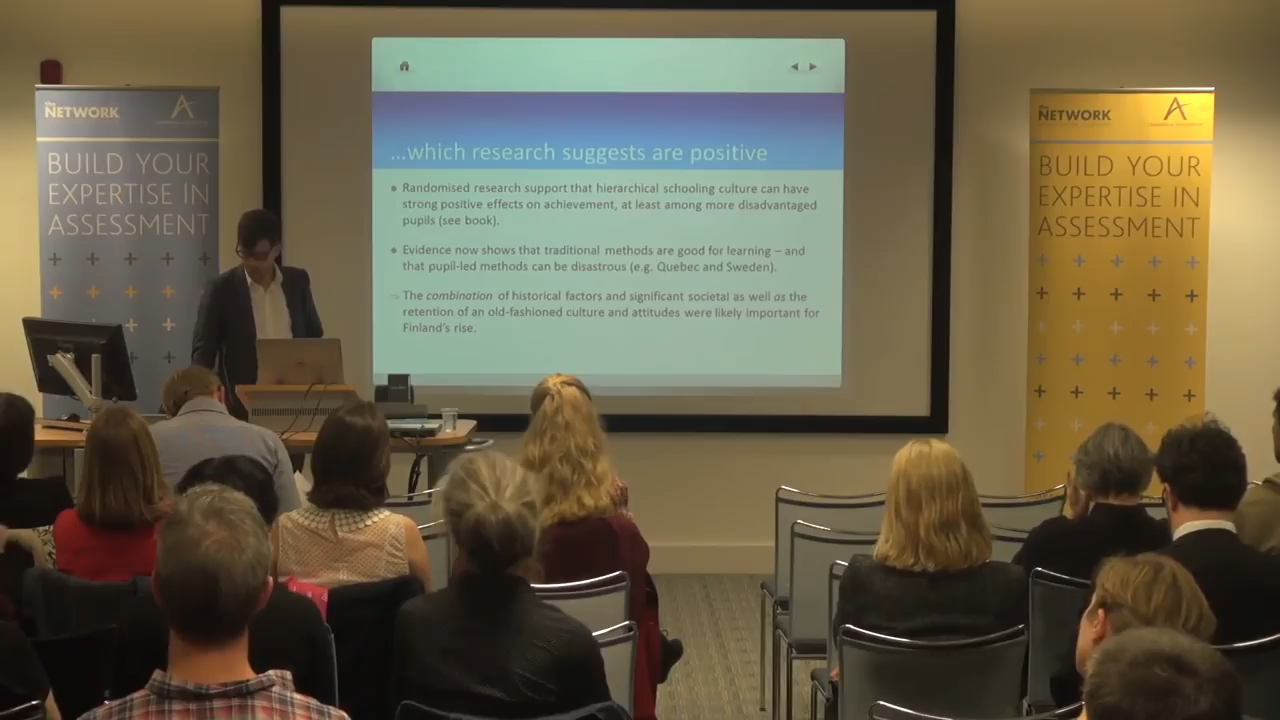 the
NETWORK
BUILD YOUR
EXPERTISE IN
ASSESSMENT
...which research suggests are positive
Randomised research support that hierarchical schooling culture can have
strong positive effects on achievement, at least among more disadvantaged
pupils (see book).
Evidence now shows that traditional methods are good for learning – and
that pupil-led methods can be disastrous (e.g. Quebec and Sweden).
The combination of historical factors and significant societal as well as the
retention of an old-fashioned culture and attitudes were likely important for
Finland's rise.
the
NETWORK
BUILD YOUR
EXPERTISE IN
ASSESSMENT